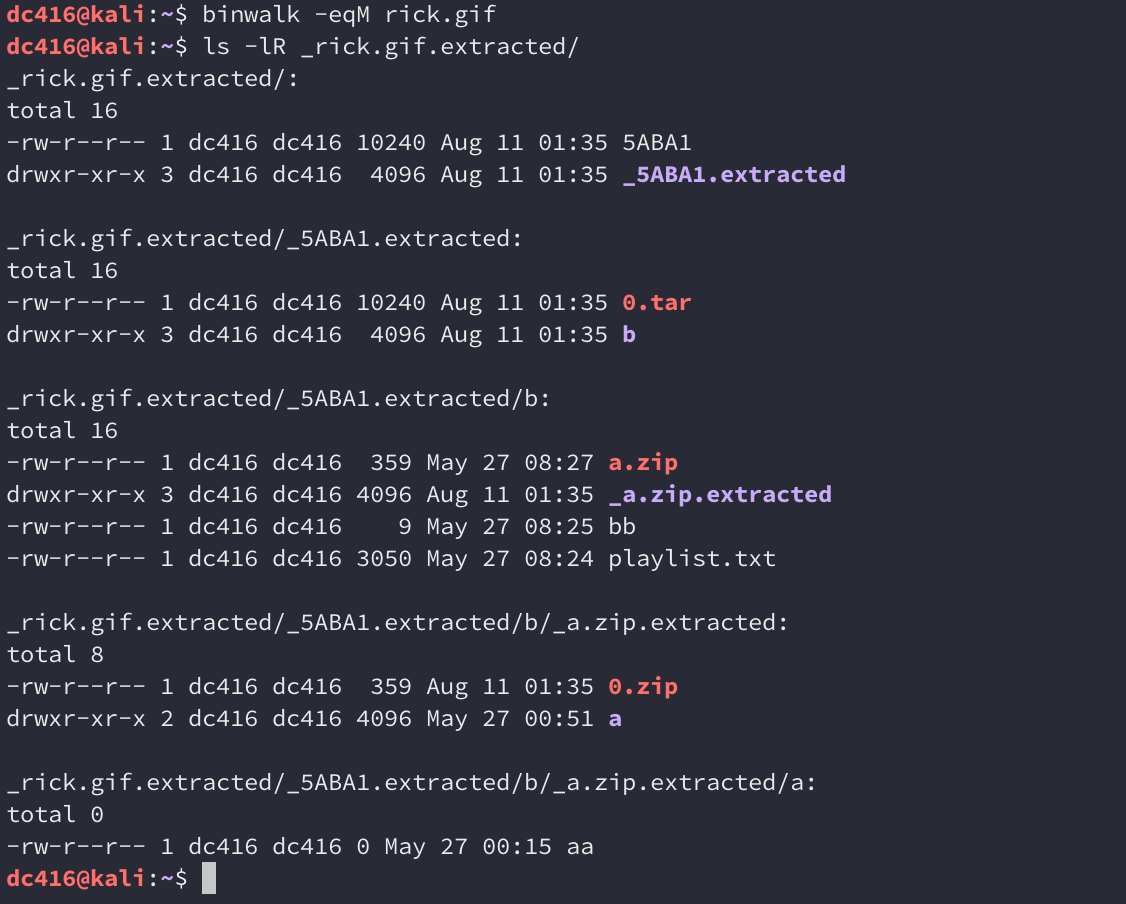 dc416@kali:~$ binwalk -eqM rick.gif
dc416@kali:~$ ls -lR _rick.gif.extracted/
_rick.gif.extracted/:
total 16
-rw-r--r-- 1 dc416 dc416 10240 Aug 11 01:35 5ABA1
drwxr-xr-x 3 dc416 dc416  4096 Aug 11 01:35 _5ABA1.extracted

_rick.gif.extracted/_5ABA1.extracted:
total 16
-rw-r--r-- 1 dc416 dc416 10240 Aug 11 01:35 0.tar
drwxr-xr-x 3 dc416 dc416  4096 Aug 11 01:35 b

_rick.gif.extracted/_5ABA1.extracted/b:
total 16
-rw-r--r-- 1 dc416 dc416  359 May 27 08:27 a.zip
drwxr-xr-x 3 dc416 dc416 4096 Aug 11 01:35 _a.zip.extracted
-rw-r--r-- 1 dc416 dc416    9 May 27 08:25 bb
-rw-r--r-- 1 dc416 dc416 3050 May 27 08:24 playlist.txt

_rick.gif.extracted/_5ABA1.extracted/b/_a.zip.extracted:
total 8
-rw-r--r-- 1 dc416 dc416  359 Aug 11 01:35 0.zip
drwxr-xr-x 2 dc416 dc416 4096 May 27 00:51 a

_rick.gif.extracted/_5ABA1.extracted/b/_a.zip.extracted/a:
total 0
-rw-r--r-- 1 dc416 dc416 0 May 27 00:15 aa
dc416@kali:~$